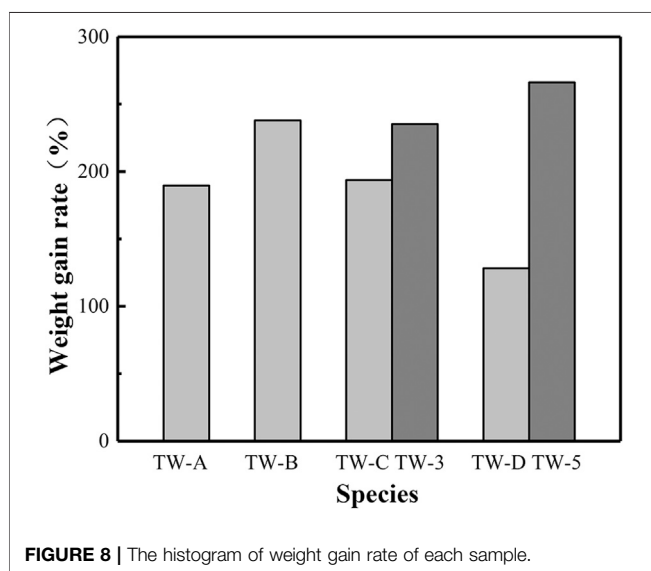 300
200
100
0
Weight gain rate（%）
TW-A TW-B TW-C TW-3 TW-D TW-5
Species
FIGURE 8 | The histogram of weight gain rate of each sample.